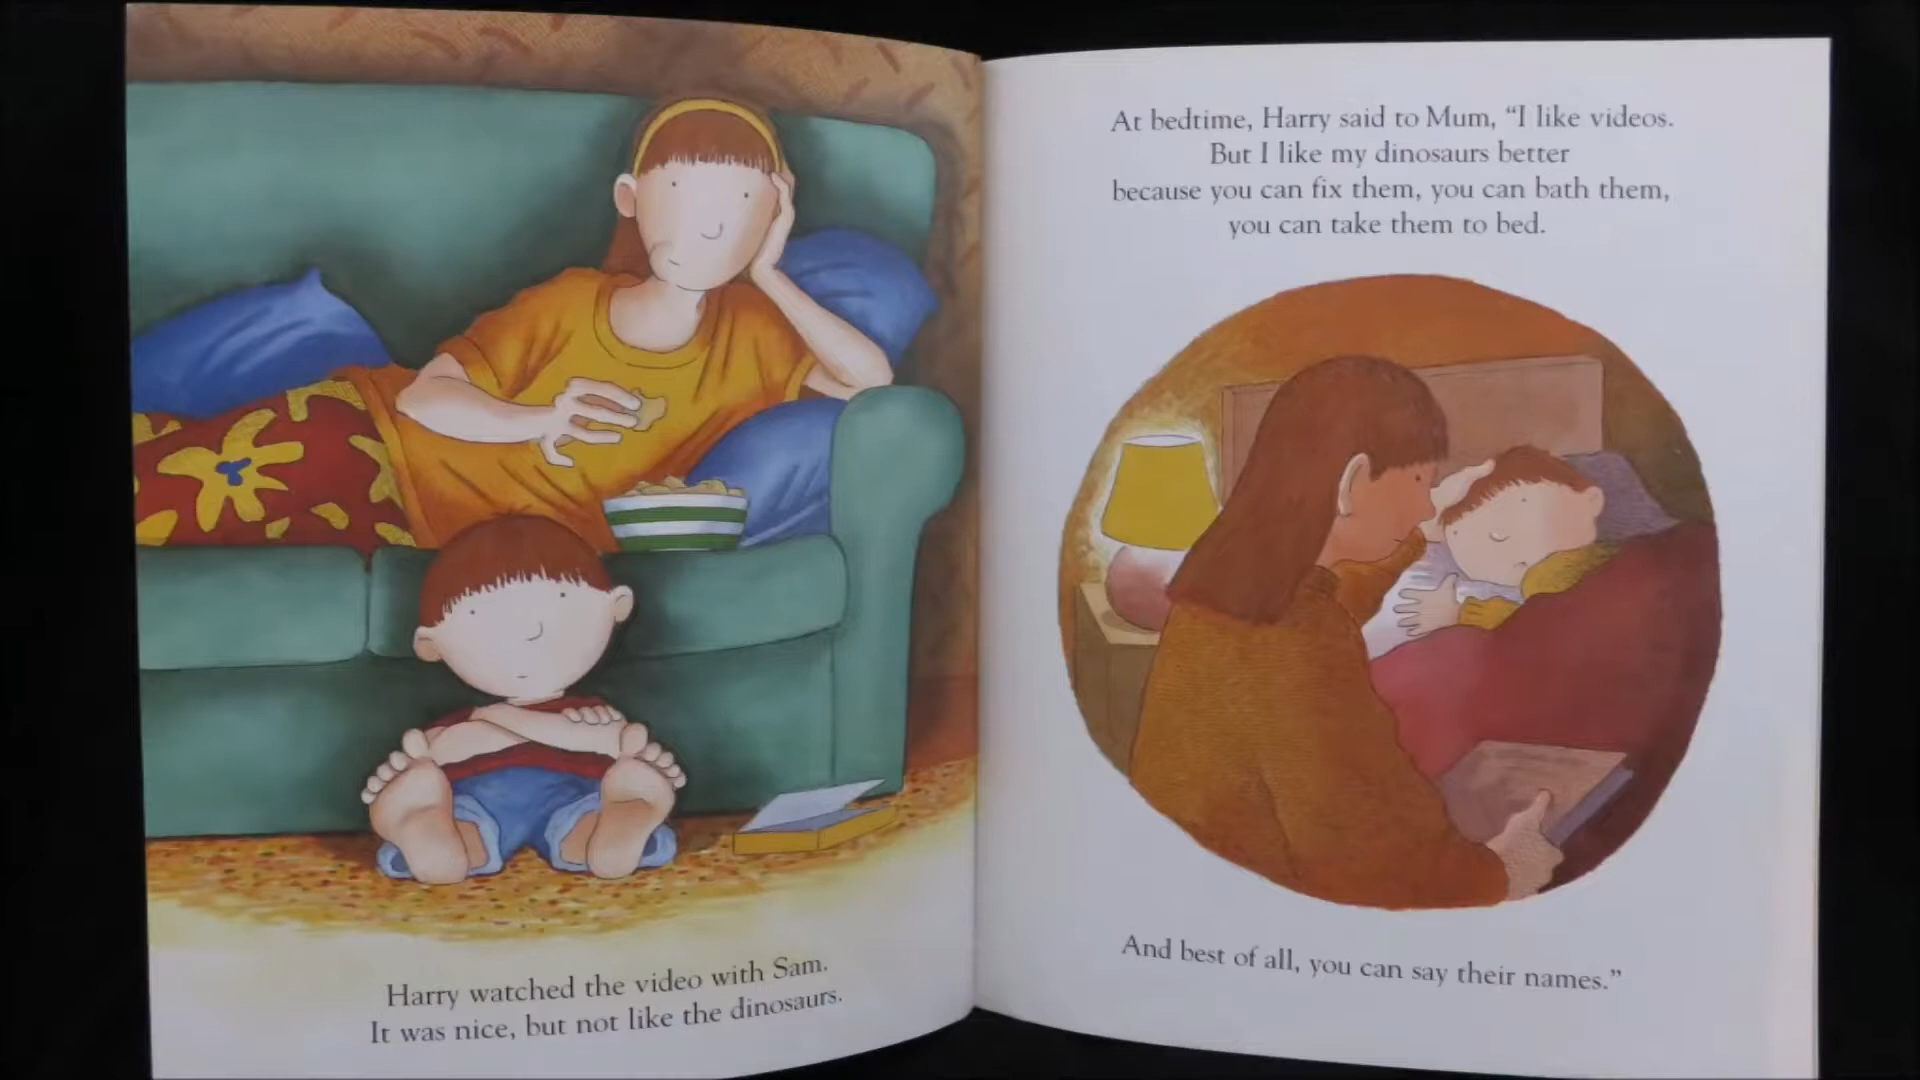 Harry watched the video with Sam.
It was nice, but not like the dinosaurs.
At bedtime, Harry said to Mum, “I like videos.
But I like my dinosaurs better
because you can fix them, you can bath them,
you can take them to bed.
And best of all, you can say their names.”